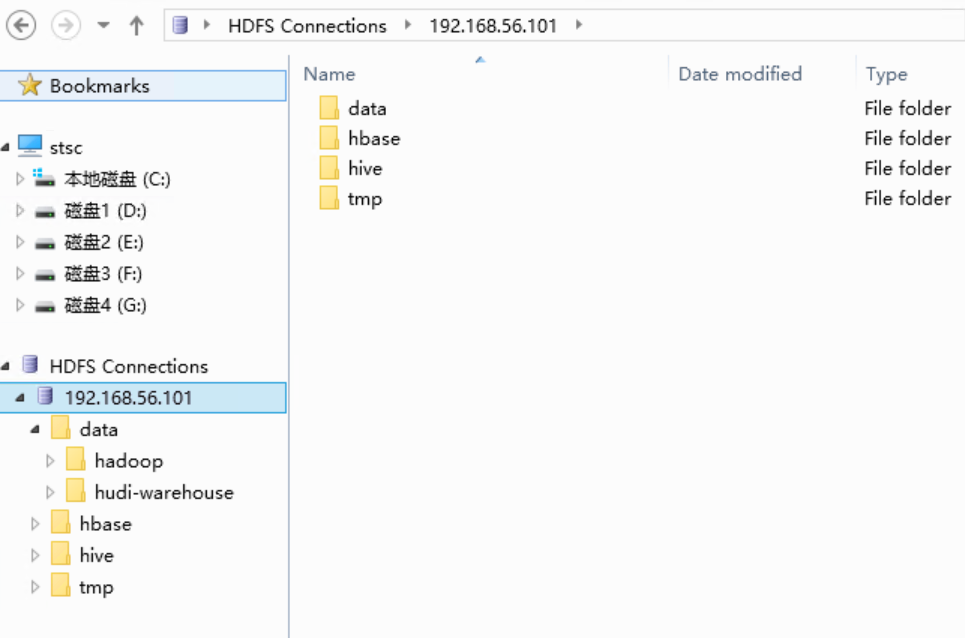 HDFS Connections 192.168.56.101
Name Date modified Type
data File folder
hbase File folder
hive File folder
tmp File folder
Bookmarks
stsc
本地磁盘 (C:)
磁盘1 (D:)
磁盘2 (E:)
磁盘3 (F:)
磁盘4 (G:)
HDFS Connections
192.168.56.101
data
hadoop
hudi-warehouse
hbase
hive
tmp